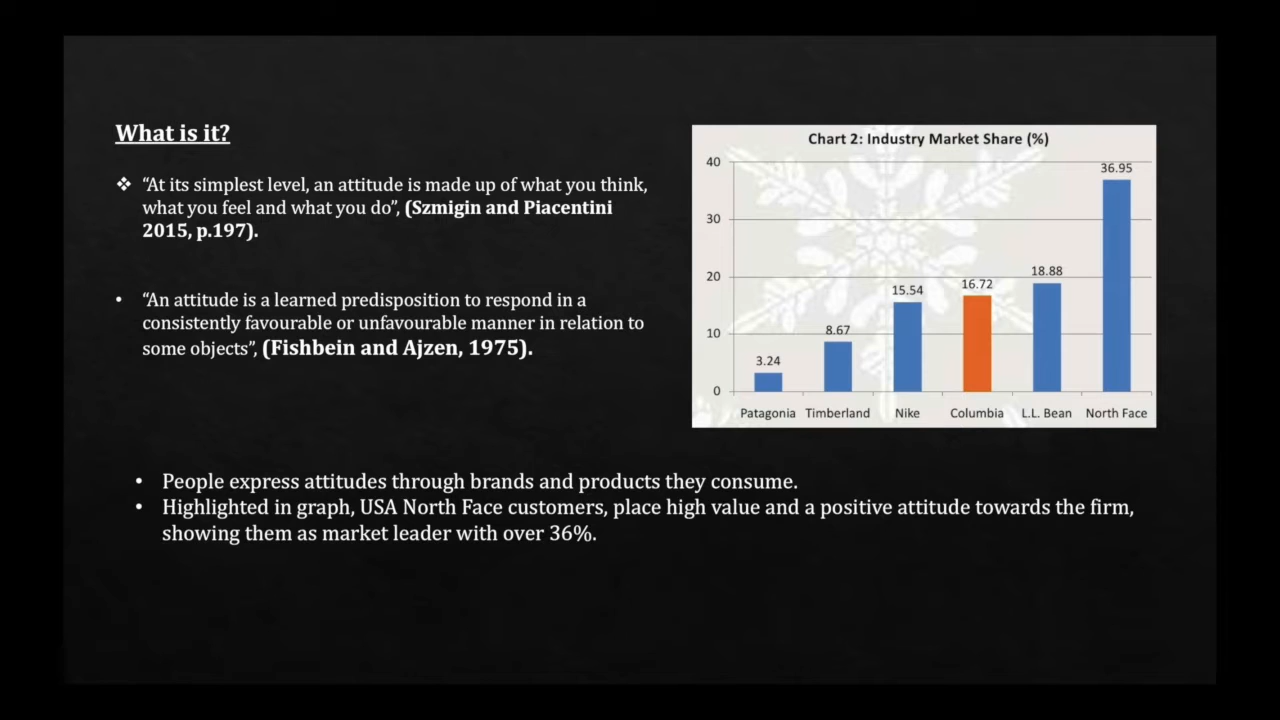 What is it?
❖ “At its simplest level, an attitude is made up of what you think,
what you feel and what you do”, (Szmigin and Piacentini
2015, p.197).
• “An attitude is a learned predisposition to respond in a
consistently favourable or unfavourable manner in relation to
some objects”, (Fishbein and Ajzen, 1975).
Chart 2: Industry Market Share (%)
40
30
20
10
0
3.24
8.67
15.54
16.72
18.88
36.95
Patagonia Timberland Nike Columbia L.L. Bean North Face
• People express attitudes through brands and products they consume.
• Highlighted in graph, USA North Face customers, place high value and a positive attitude towards the firm,
showing them as market leader with over 36%.